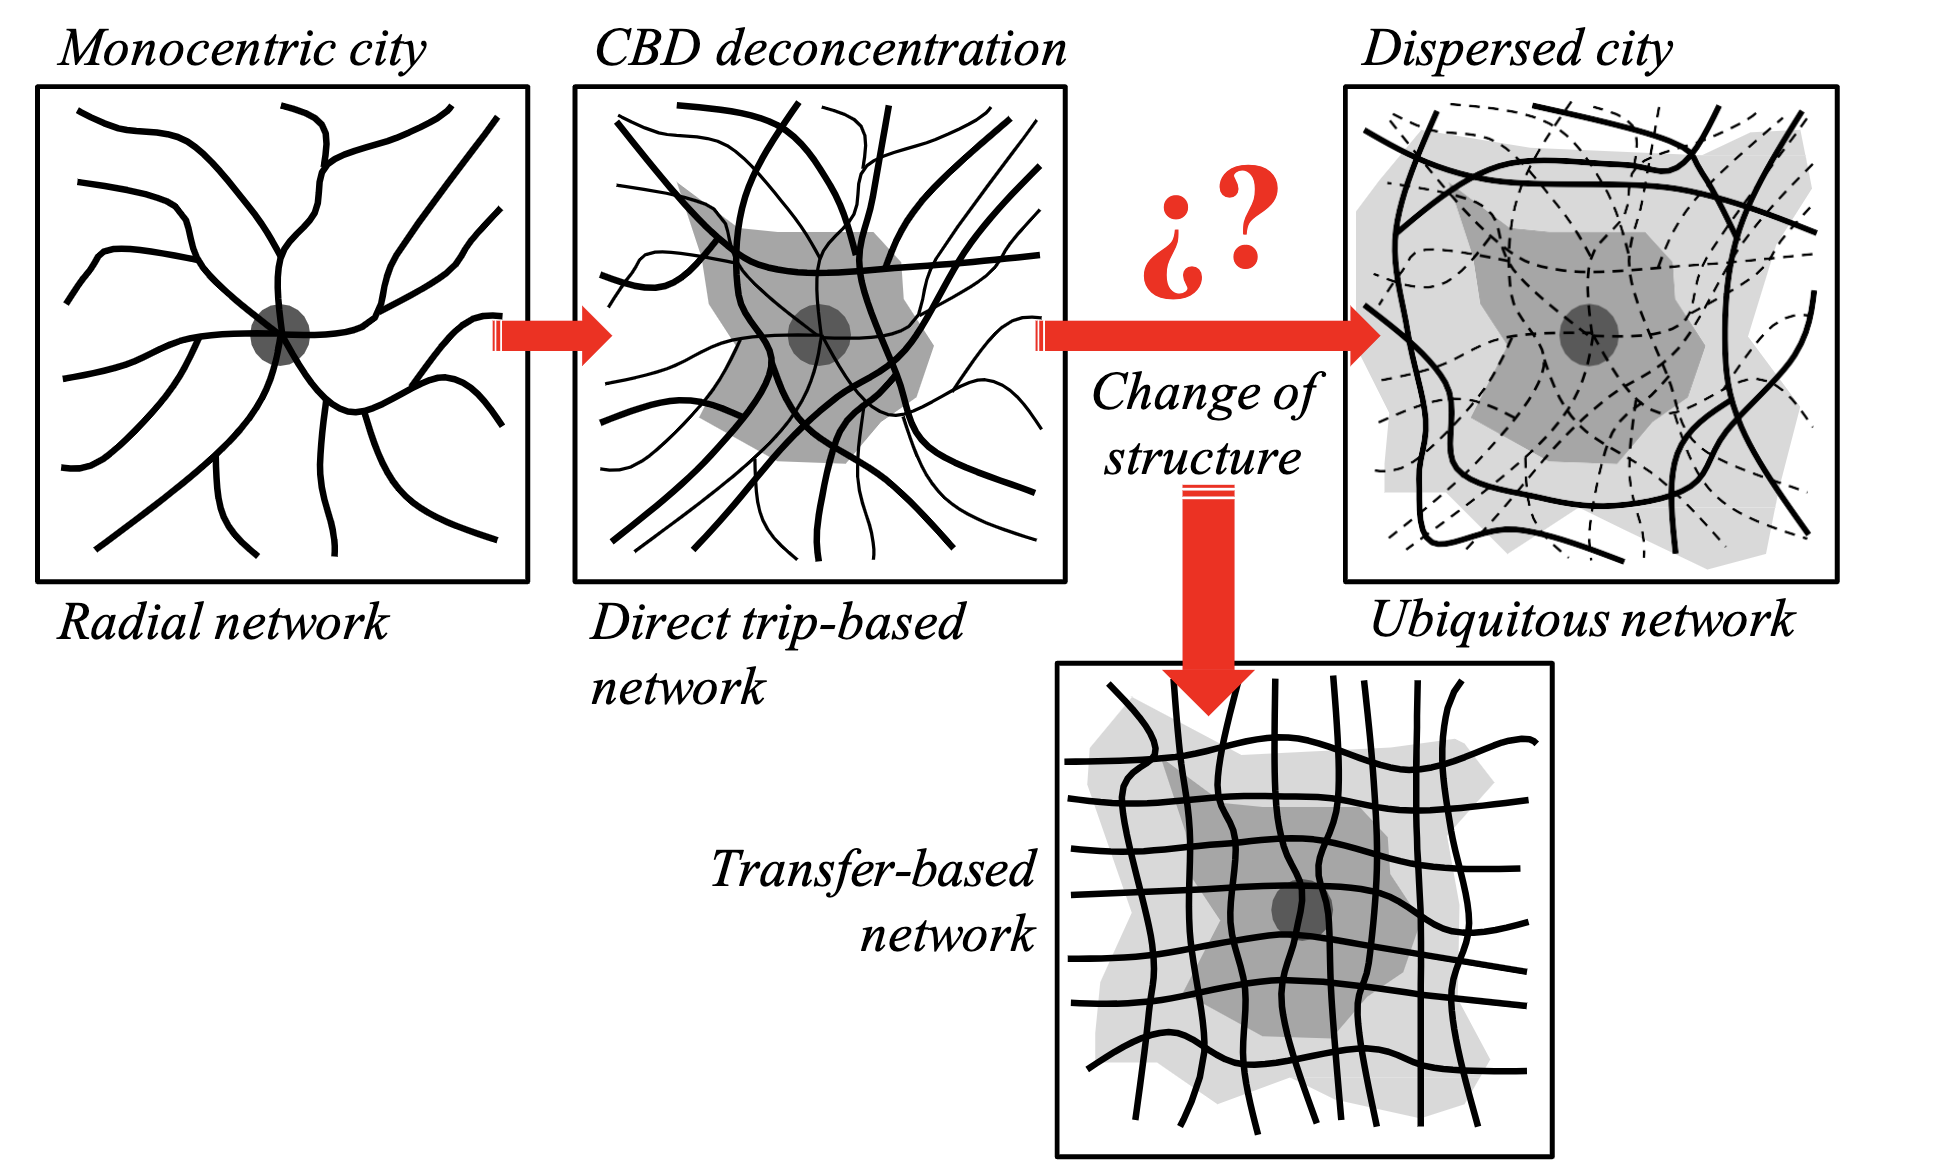 Monocentric city
CBD deconcentration
Dispersed city
¿?
Change of
structure
Radial network
Direct trip-based
network
Ubiquitous network
Transfer-based
network